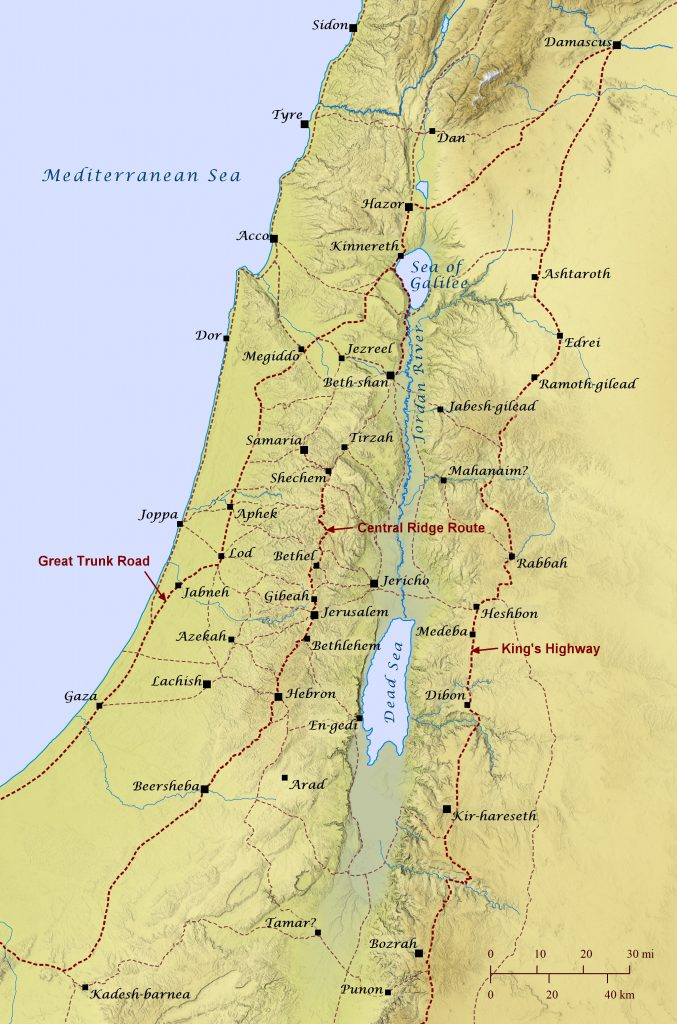 Sidon
Damascus
Tyre
Dan
Mediterranean Sea
Hazor
Acco
Kinnereth
Sea of
Galilee
Ashtaroth
Dor
Megiddo
Jezreel
Edrei
Beth-shan
Jordan River
Ramoth-gilead
Jabesh-gilead
Samaria
Tirzah
Shechem
Mahanaim?
Joppa
Aphek
Central Ridge Route
Great Trunk Road
Lod
Bethel
Rabbah
Jabneh
Jericho
Gibeah
Jerusalem
Heshbon
Azekah
Bethlehem
Medeba
King's Highway
Lachish
Dead Sea
Gaza
Hebron
Dibon
En-gedi
Beersheba
Arad
Kir-hareseth
Tamar?
Bozrah
Kadesh-barnea
Punon
0 10 20 30 mi
0 20 40 km